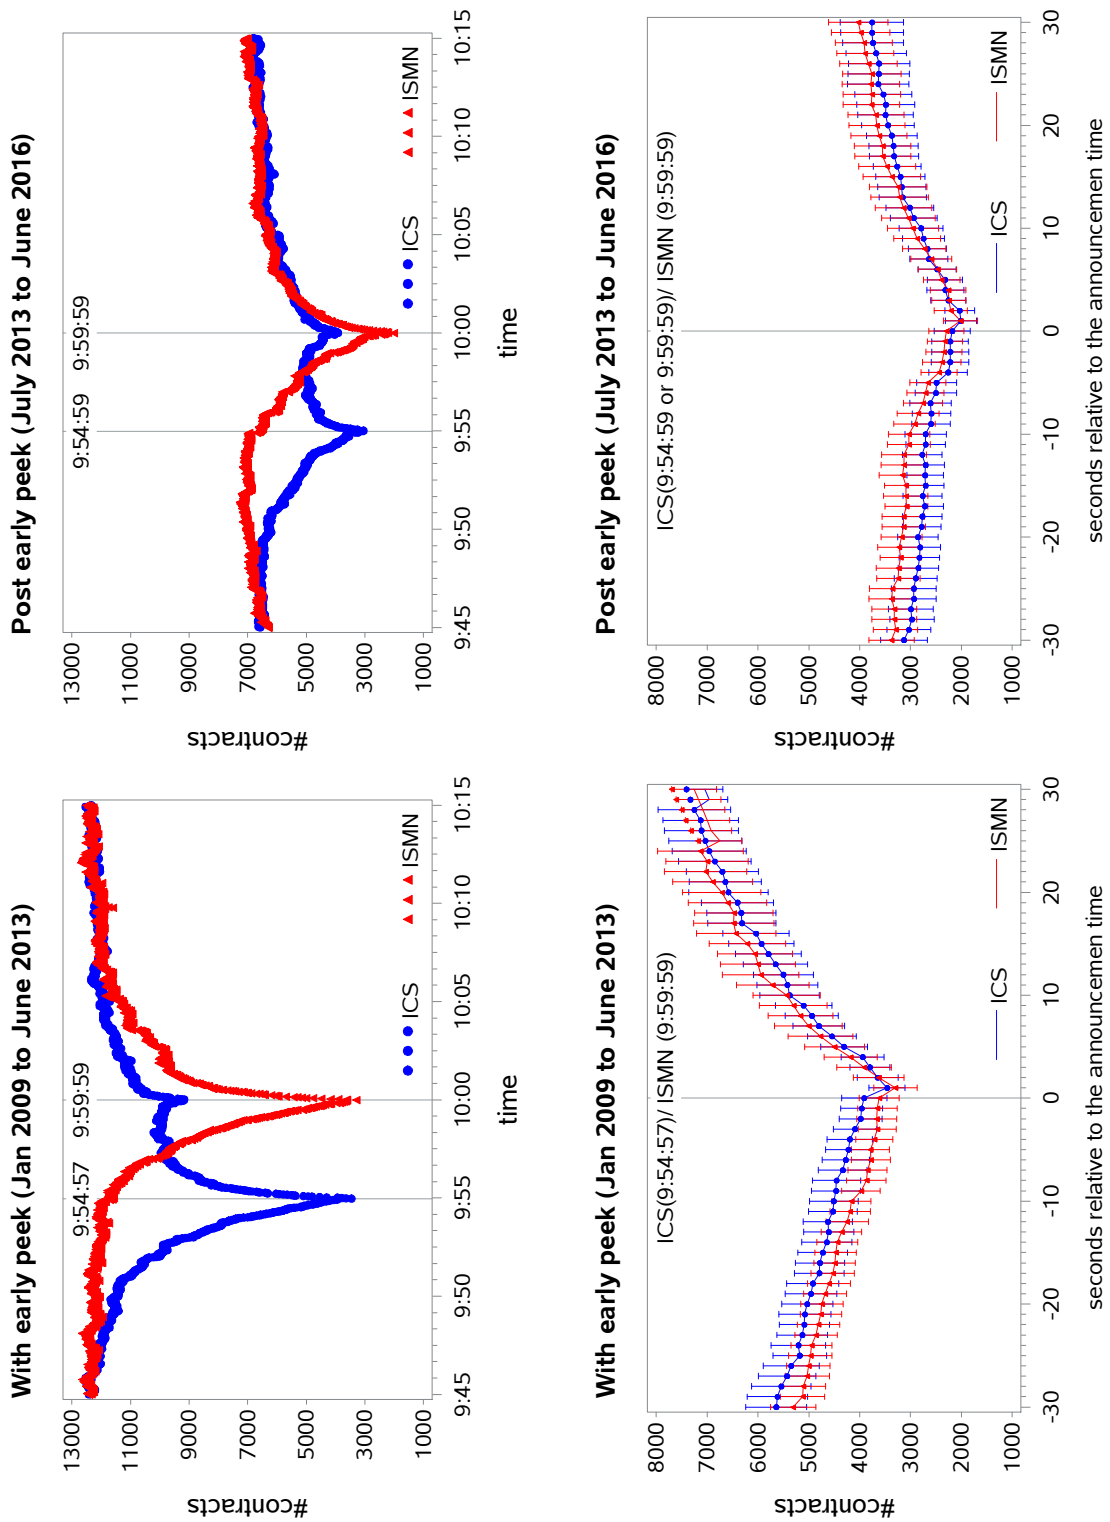 With early peek (Jan 2009 to June 2013)
9:54:57 9:59:59
#contracts
13000
11000
9000
7000
5000
3000
1000
ICS ISMN
9:45 9:50 9:55 10:00 10:05 10:10 10:15
time
Post early peek (July 2013 to June 2016)
9:54:59 9:59:59
#contracts
13000
11000
9000
7000
5000
3000
1000
ICS ISMN
9:45 9:50 9:55 10:00 10:05 10:10 10:15
time
With early peek (Jan 2009 to June 2013)
ICS(9:54:57)/ ISMN (9:59:59)
#contracts
8000
7000
6000
5000
4000
3000
2000
1000
ICS ISMN
-30 -20 -10 0 10 20 30
seconds relative to the announcemen time
Post early peek (July 2013 to June 2016)
ICS(9:54:59 or 9:59:59)/ ISMN (9:59:59)
#contracts
8000
7000
6000
5000
4000
3000
2000
1000
ICS ISMN
-30 -20 -10 0 10 20 30
seconds relative to the announcemen time